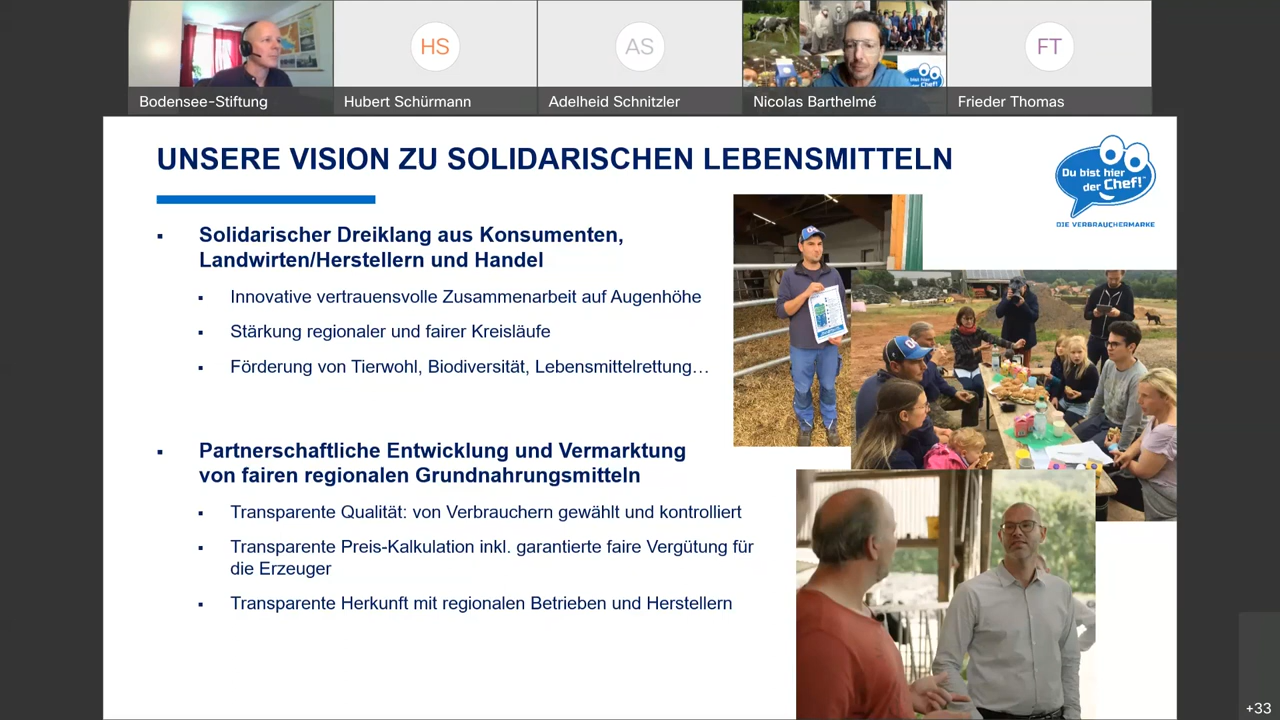 HS
AS
FT
Bodensee-Stiftung
Hubert Schürmann
Adelheid Schnitzler
Nicolas Barthelmé
Frieder Thomas
UNSERE VISION ZU SOLIDARISCHEN LEBENSMITTELN
Du bist hier
der Chef!
DIE VERBRAUCHERMARKE
▪ Solidarischer Dreiklang aus Konsumenten,
Landwirten/Herstellern und Handel
▪ Innovative vertrauensvolle Zusammenarbeit auf Augenhöhe
▪ Stärkung regionaler und fairer Kreisläufe
▪ Förderung von Tierwohl, Biodiversität, Lebensmittelrettung…
▪ Partnerschaftliche Entwicklung und Vermarktung
von fairen regionalen Grundnahrungsmitteln
▪ Transparente Qualität: von Verbrauchern gewählt und kontrolliert
▪ Transparente Preis-Kalkulation inkl. garantierte faire Vergütung für
die Erzeuger
▪ Transparente Herkunft mit regionalen Betrieben und Herstellern
+33